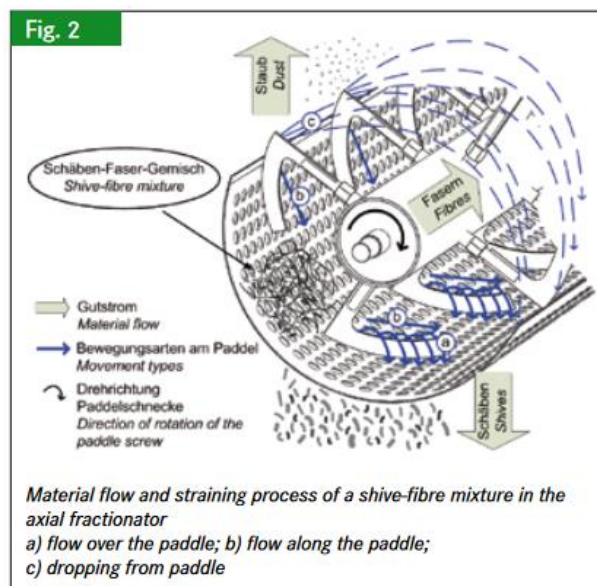 Fig. 2
Staub
Dust
c
Schäben-Faser-Gemisch
Shive-fibre mixture
b
Fasern
Fibres
Gutstrom
Material flow
b
a
Bewegungsarten am Paddel
Movement types
Drehrichtung
Paddelschnecke
Direction of rotation of the
paddle screw
Schäben
Shives
Material flow and straining process of a shive-fibre mixture in the
axial fractionator
a) flow over the paddle; b) flow along the paddle;
c) dropping from paddle